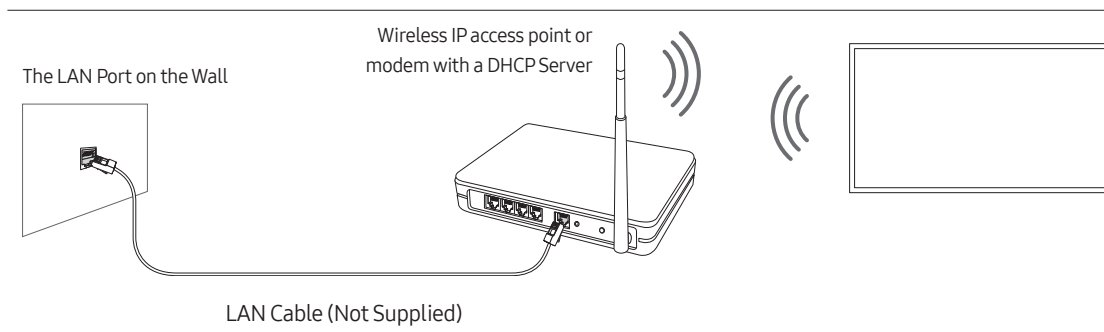 Wireless IP access point or
modem with a DHCP Server
The LAN Port on the Wall
LAN Cable (Not Supplied)